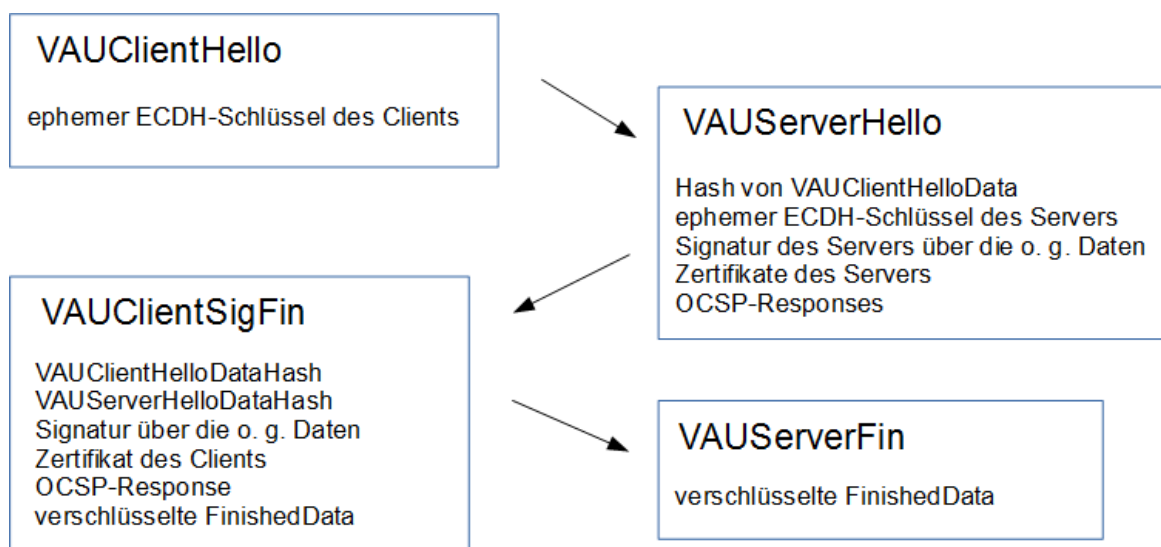 VAUClientHello
ephemer ECDH-Schlüssel des Clients
VAUServerHello
Hash von VAUClientHelloData
ephemer ECDH-Schlüssel des Servers
Signatur des Servers über die o. g. Daten
Zertifikate des Servers
OCSP-Responses
VAUClientSigFin
VAUClientHelloDataHash
VAUServerHelloDataHash
Signatur über die o. g. Daten
Zertifikat des Clients
OCSP-Response
verschlüsselte FinishedData
VAUServerFin
verschlüsselte FinishedData